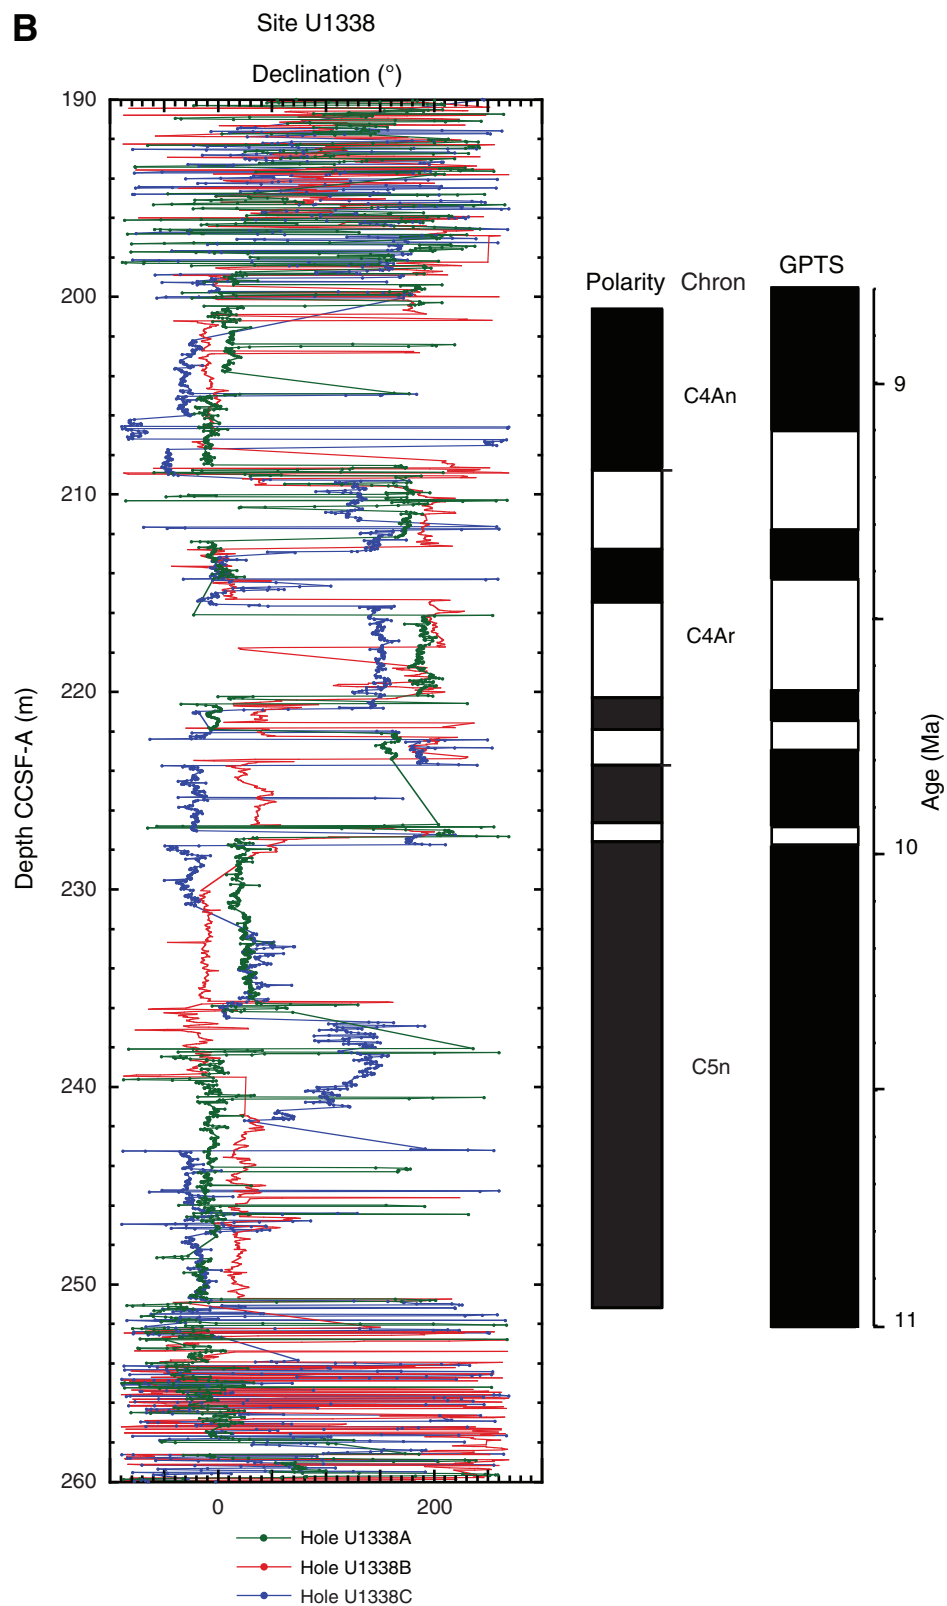 B
Site U1338
Declination (°)
190
200
210
220
230
240
250
260
Depth CCSF-A (m)
0 200
Polarity
Chron
GPTS
C4An
C4Ar
C5n
9
10
11
Age (Ma)
Hole U1338A
Hole U1338B
Hole U1338C